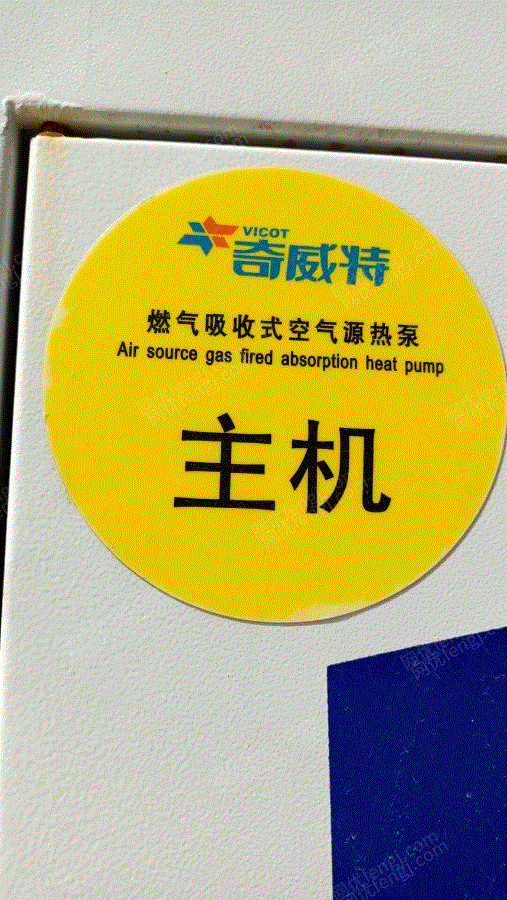 VICOT
奇威特
燃气吸收式空气源热泵
Air source gas fired absorption heat pump
主机